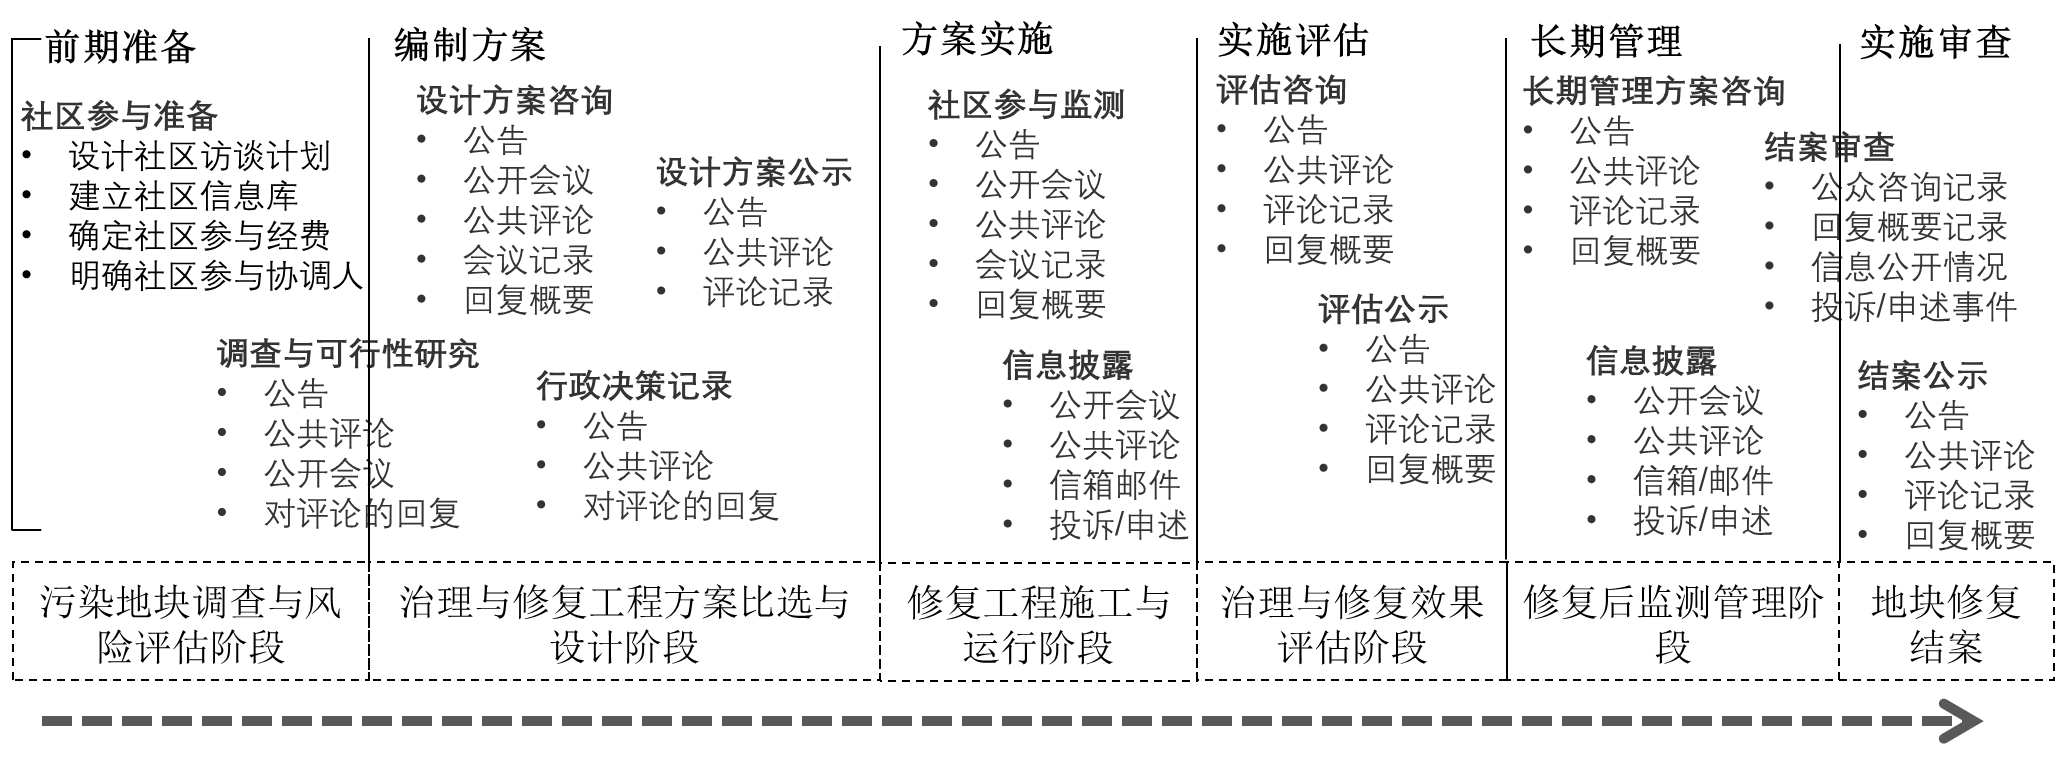 前期准备
社区参与准备
• 设计社区访谈计划
• 建立社区信息库
• 确定社区参与经费
• 明确社区参与协调人
调查与可行性研究
• 公告
• 公共评论
• 公开会议
• 对评论的回复
编制方案
设计方案咨询
• 公告
• 公开会议
• 公共评论
• 会议记录
• 回复概要
设计方案公示
• 公告
• 公共评论
• 评论记录
行政决策记录
• 公告
• 公共评论
• 对评论的回复
方案实施
社区参与监测
• 公告
• 公开会议
• 公共评论
• 会议记录
• 回复概要
信息披露
• 公开会议
• 公共评论
• 信箱邮件
• 投诉/申述
实施评估
评估咨询
• 公告
• 公共评论
• 评论记录
• 回复概要
评估公示
• 公告
• 公共评论
• 评论记录
• 回复概要
长期管理
长期管理方案咨询
• 公告
• 公共评论
• 评论记录
• 回复概要
信息披露
• 公开会议
• 公共评论
• 信箱/邮件
• 投诉/申述
实施审查
结案审查
• 公众咨询记录
• 回复概要记录
• 信息公开情况
• 投诉/申述事件
结案公示
• 公告
• 公共评论
• 评论记录
• 回复概要
污染地块调查与风
险评估阶段
治理与修复工程方案比选与
设计阶段
修复工程施工与
运行阶段
治理与修复效果
评估阶段
修复后监测管理阶
段
地块修复
结案